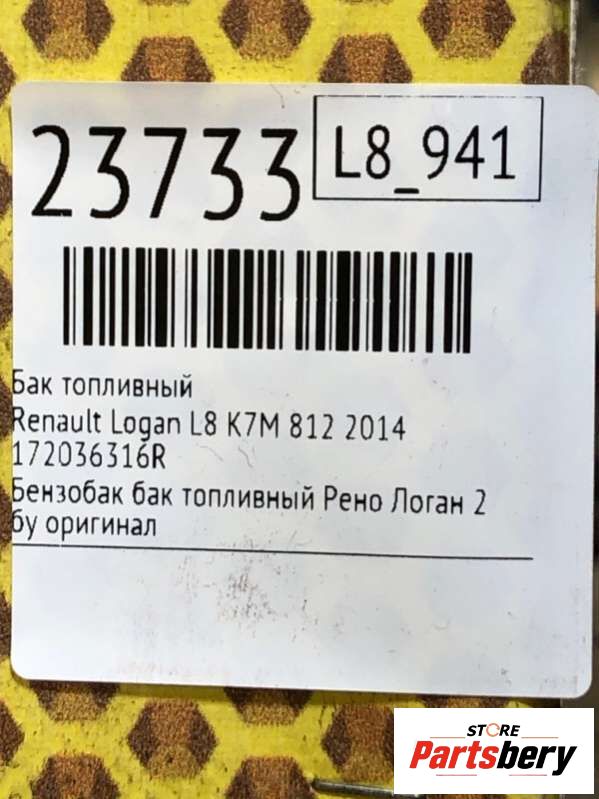 23733
L8_941
Бак топливный
Renault Logan L8 K7M 812 2014
172036316R
Бензобак бак топливный Рено Логан 2
бу оригинал
STORE
Partsbery